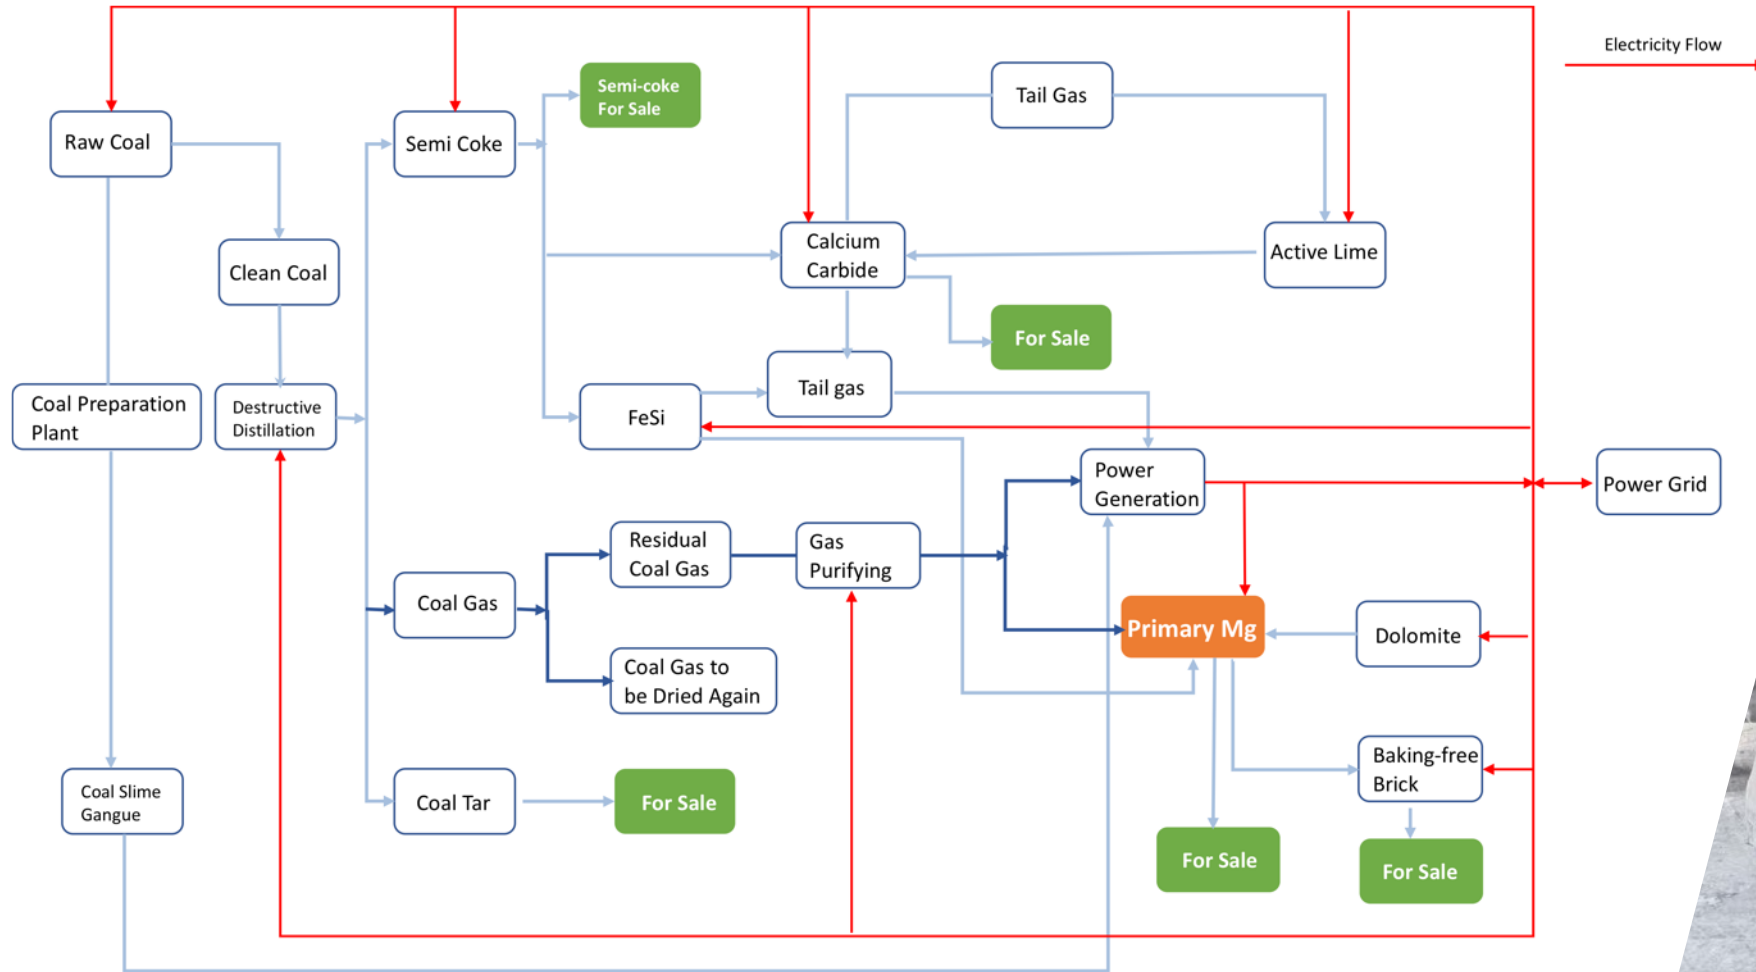 Electricity Flow
Semi-coke
For Sale
Tail Gas
Raw Coal
Semi Coke
Calcium
Carbide
Active Lime
Clean Coal
For Sale
Tail gas
Coal Preparation
Plant
Destructive
Distillation
FeSi
Power
Generation
Power Grid
Residual
Coal Gas
Gas
Purifying
Coal Gas
Primary Mg
Dolomite
Coal Gas to
be Dried Again
Baking-free
Brick
Coal Slime
Gangue
Coal Tar
For Sale
For Sale
For Sale